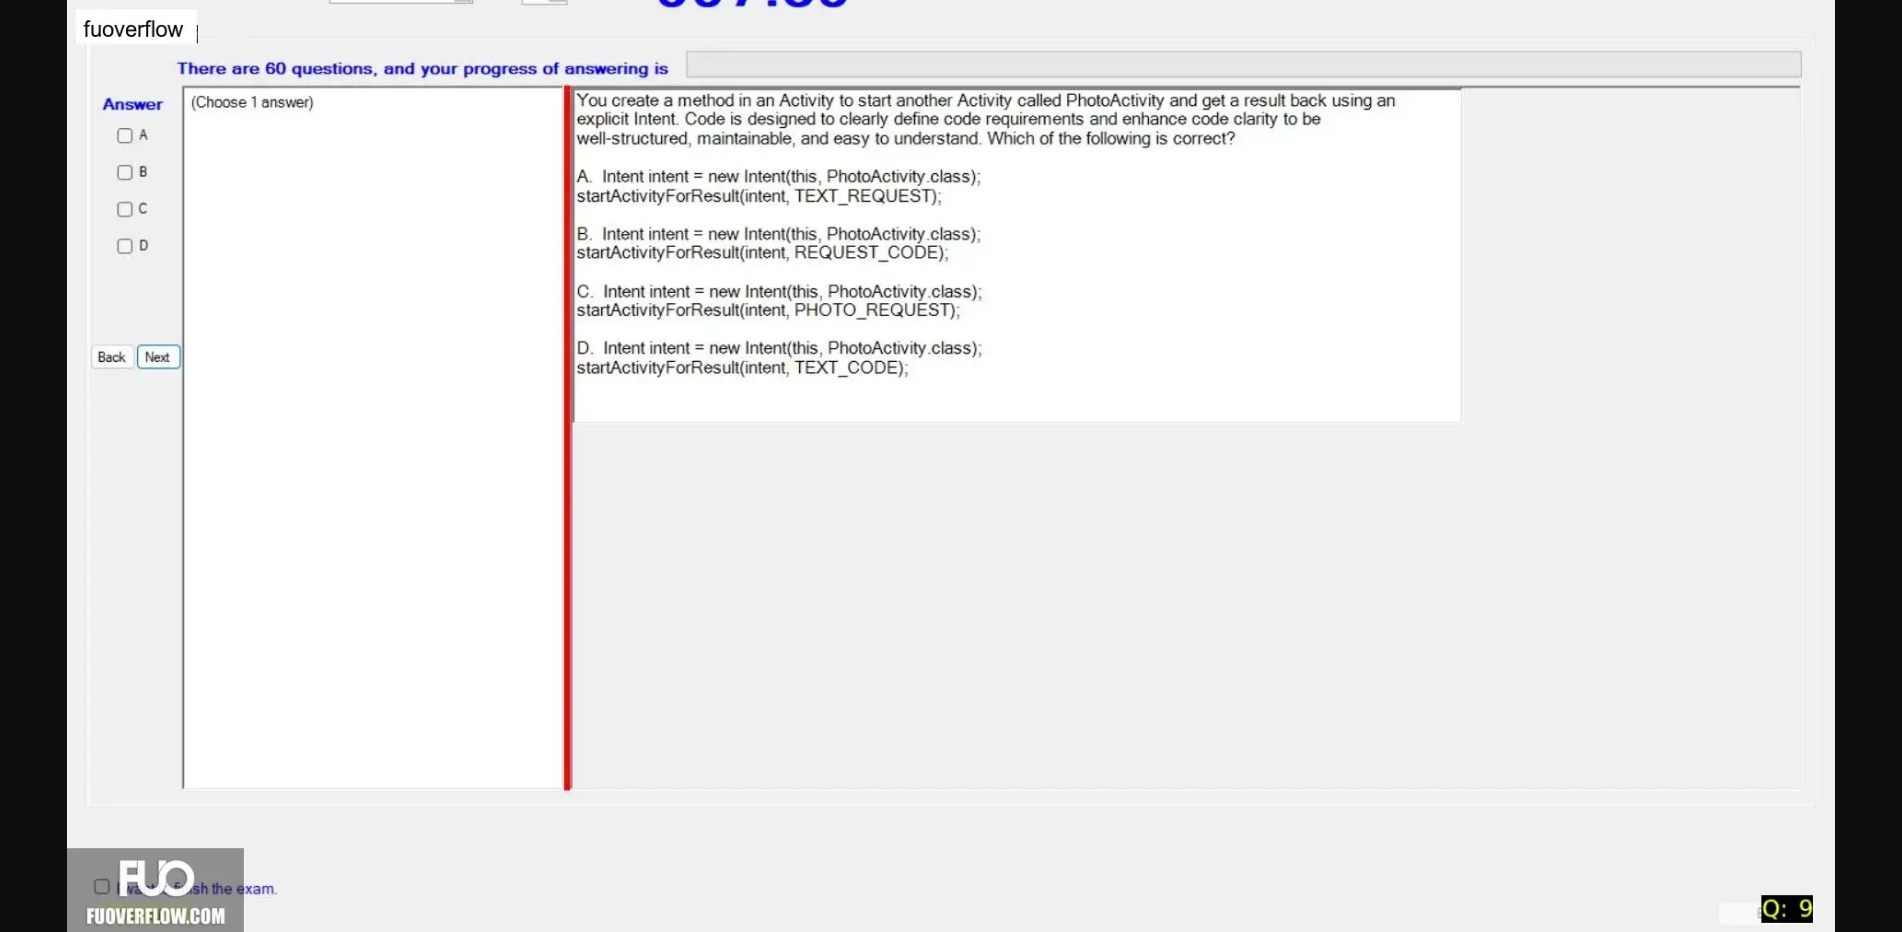 fuoverflow
There are 60 questions, and your progress of answering is
Answer
(Choose 1 answer)
A
B
C
D
Back
Next
You create a method in an Activity to start another Activity called PhotoActivity and get a result back using an
explicit Intent. Code is designed to clearly define code requirements and enhance code clarity to be
well-structured, maintainable, and easy to understand. Which of the following is correct?
A. Intent intent = new Intent(this, PhotoActivity.class);
startActivityForResult(intent, TEXT_REQUEST);
B. Intent intent = new Intent(this, PhotoActivity.class);
startActivityForResult(intent, REQUEST_CODE);
C. Intent intent = new Intent(this, PhotoActivity.class);
startActivityForResult(intent, PHOTO_REQUEST);
D. Intent intent = new Intent(this, PhotoActivity.class);
startActivityForResult(intent, TEXT_CODE);
FUO
the exam.
FUOVERFLOW.COM
Q: 9